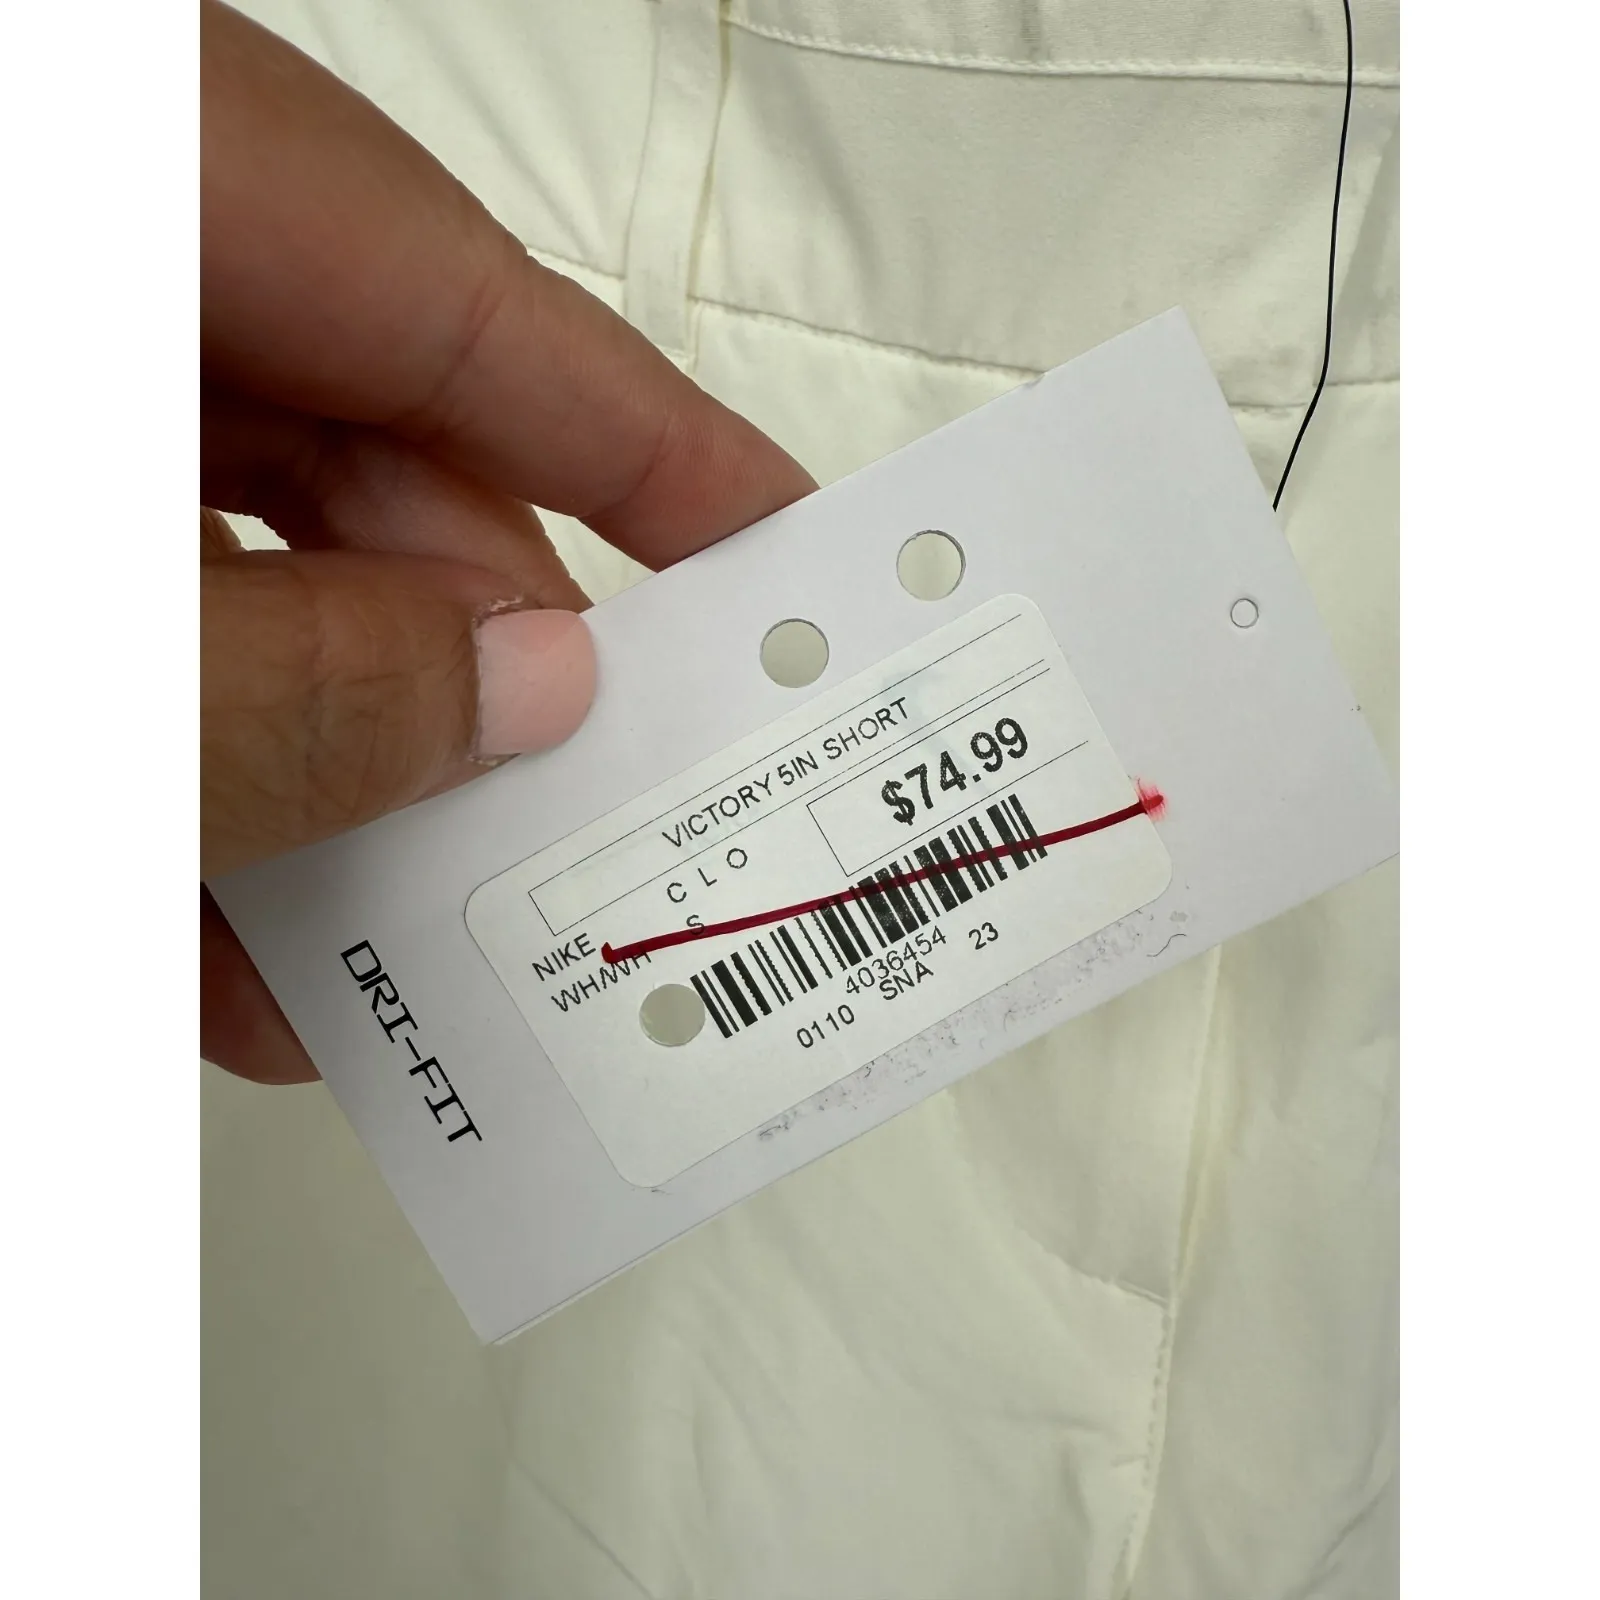 VICTORY 5IN SHORT
C L O
$74.99
NIKE
S
WH/WH
4036454
0110 SNA 23
DRI-FIT